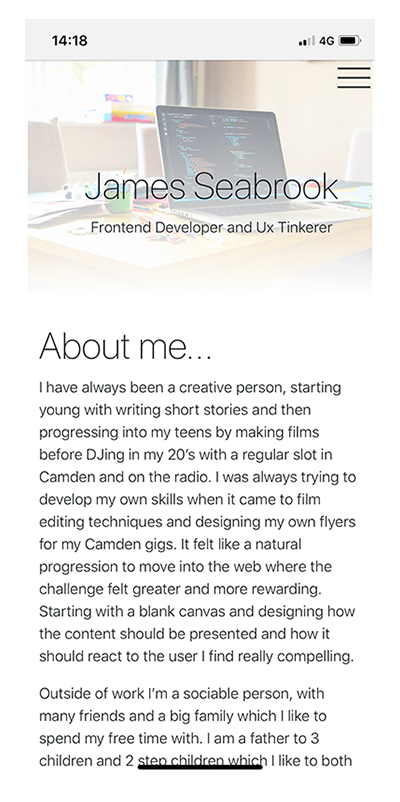 14:18
4G
James Seabrook
Frontend Developer and Ux Tinkerer
About me...
I have always been a creative person, starting
young with writing short stories and then
progressing into my teens by making films
before DJing in my 20's with a regular slot in
Camden and on the radio. I was always trying to
develop my own skills when it came to film
editing techniques and designing my own flyers
for my Camden gigs. It felt like a natural
progression to move into the web where the
challenge felt greater and more rewarding.
Starting with a blank canvas and designing how
the content should be presented and how it
should react to the user I find really compelling.
Outside of work I'm a sociable person, with
many friends and a big family which I like to
spend my free time with. I am a father to 3
children and 2 step children which I like to both